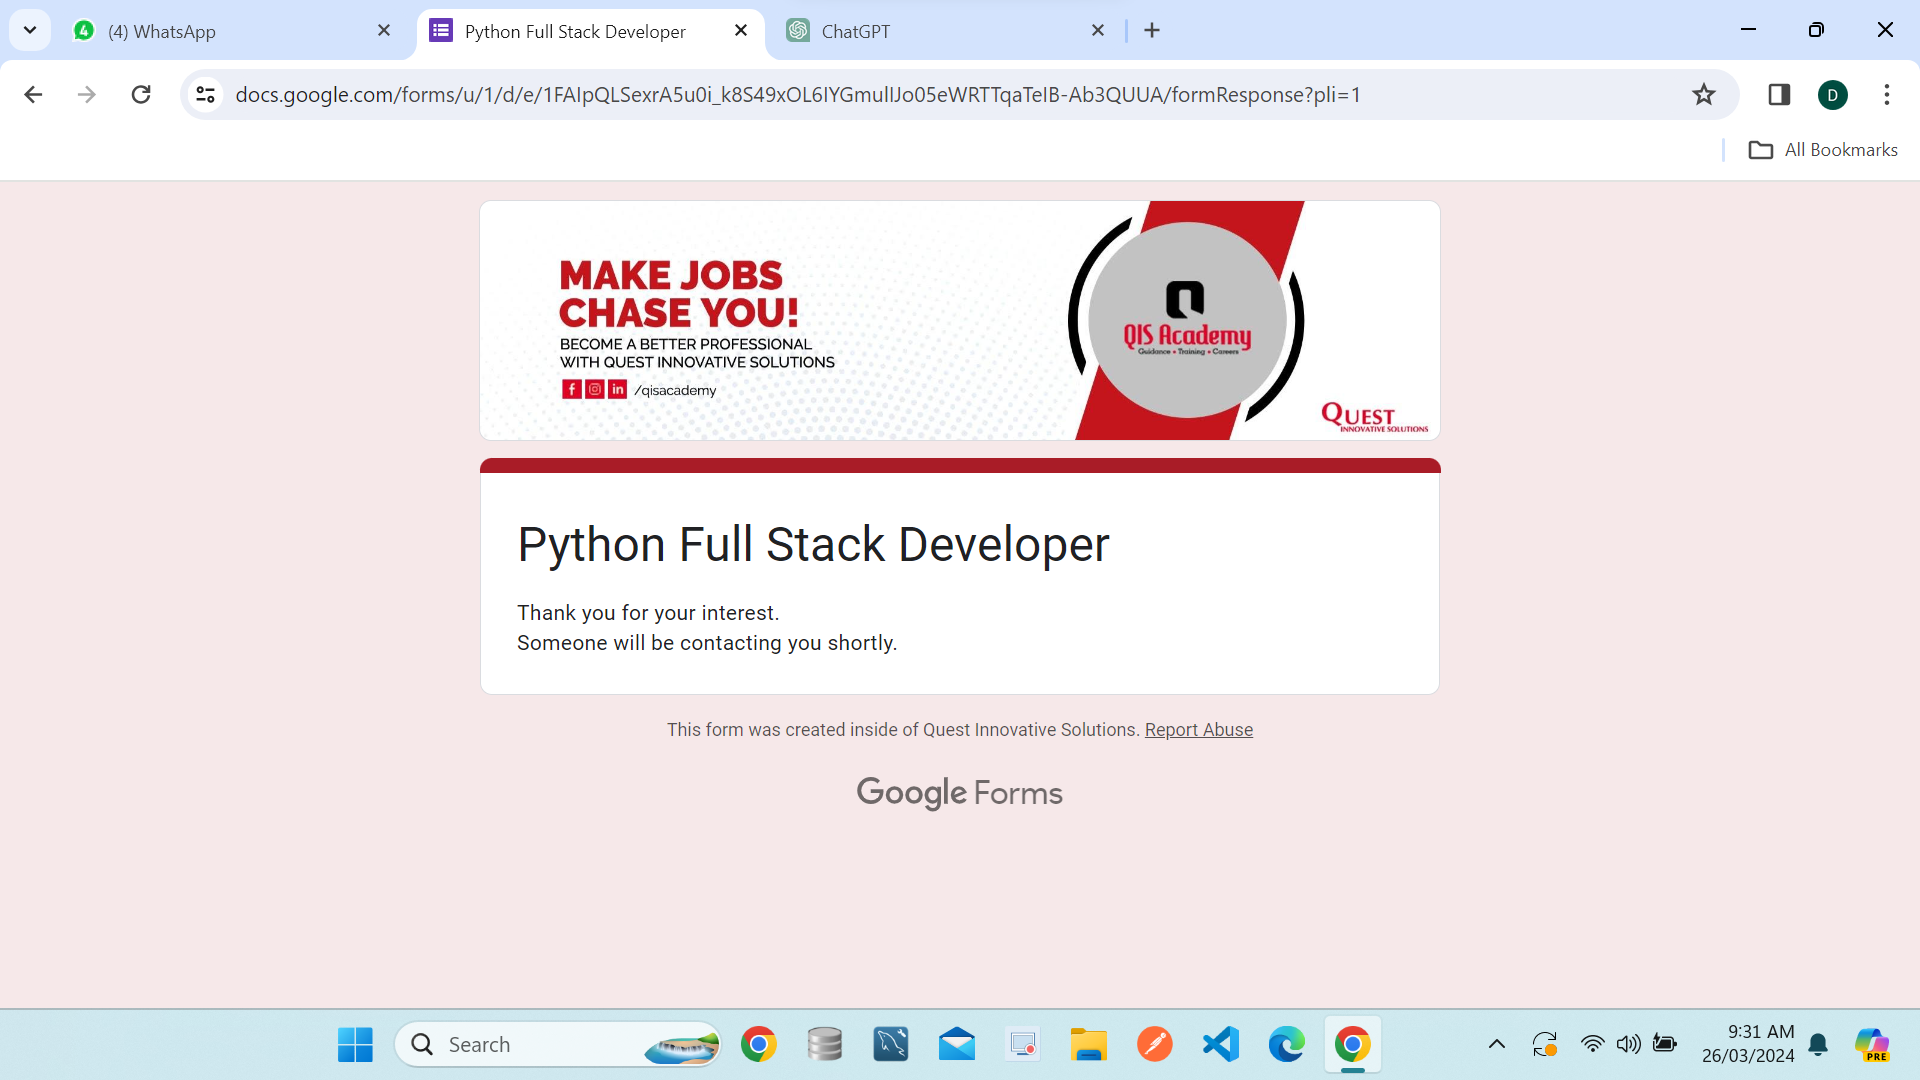 4
(4) WhatsApp
Python Full Stack Developer
ChatGPT
docs.google.com/forms/u/1/d/e/1FAIpQLSexrA5u0i_k8S49xOL6IYGmulIJo05eWRTTqaTeIB-Ab3QUUA/formResponse?pli=1
D
All Bookmarks
MAKE JOBS
CHASE YOU!
BECOME A BETTER PROFESSIONAL
WITH QUEST INNOVATIVE SOLUTIONS
/qisacademy
QIS Academy
Guidance • Training • Careers
QUEST
INNOVATIVE SOLUTIONS
Python Full Stack Developer
Thank you for your interest.
Someone will be contacting you shortly.
This form was created inside of Quest Innovative Solutions. Report Abuse
Google Forms
Search
9:31 AM
26/03/2024
PRE